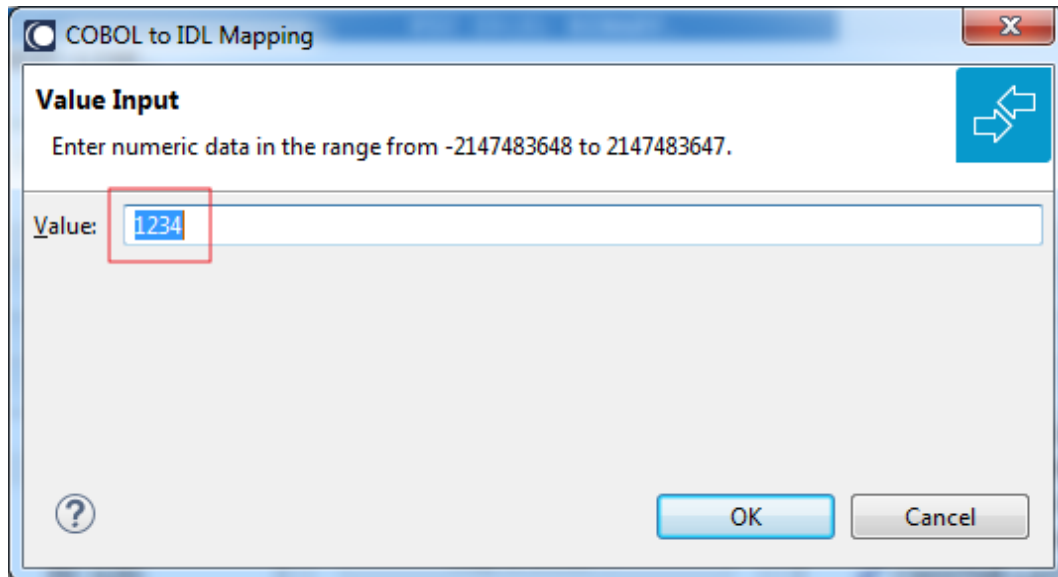 COBOL to IDL Mapping
Value Input
Enter numeric data in the range from -2147483648 to 2147483647.
Value: 1234
OK Cancel